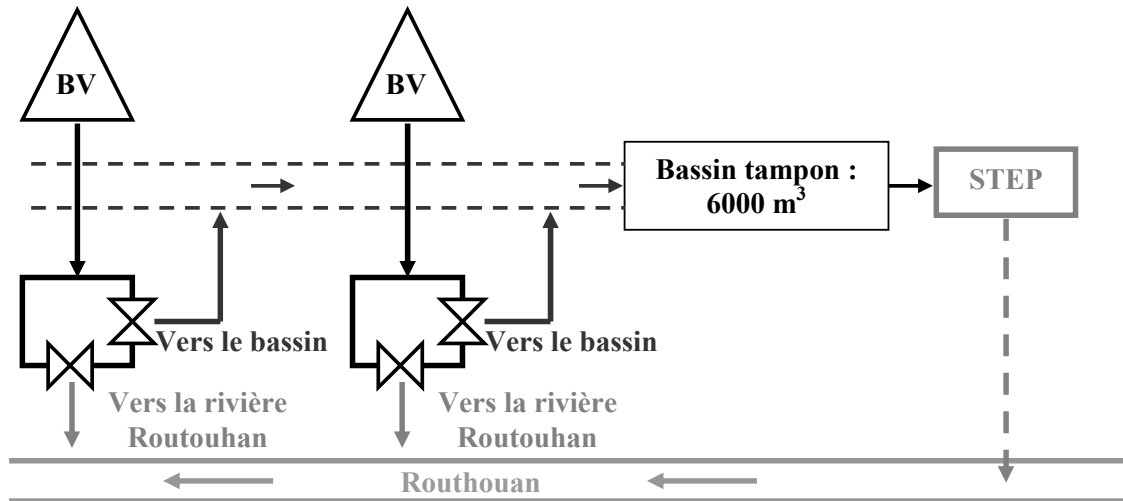 BV
BV
Bassin tampon :
6000 m³
STEP
Vers le bassin
Vers le bassin
Vers la rivière
Routouhan
Vers la rivière
Routouhan
Routhouan